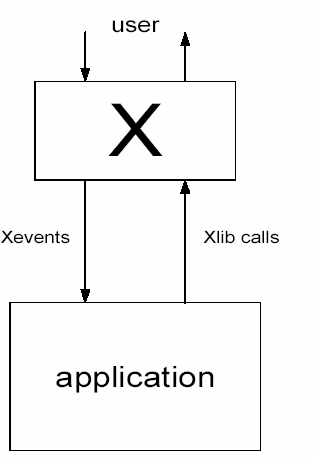 user
X
Xevents
Xlib calls
application